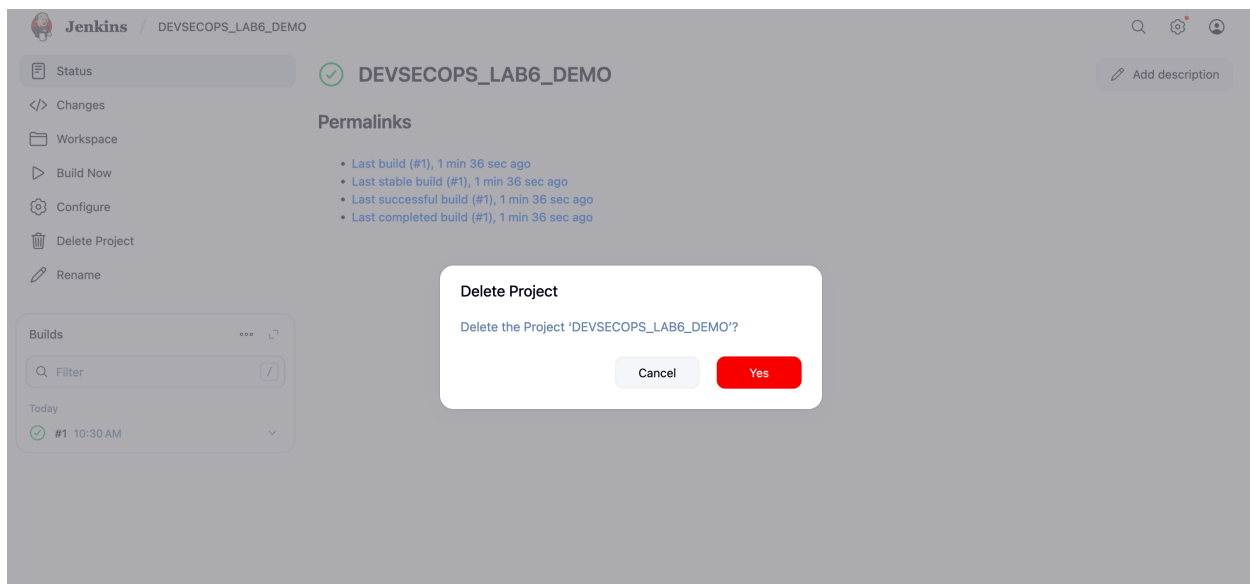 Jenkins / DEVSECOPS_LAB6_DEMO
Status
Changes
Workspace
Build Now
Configure
Delete Project
Rename
Builds
Filter /
Today
#1 10:30 AM
DEVSECOPS_LAB6_DEMO
Add description
Permalinks
• Last build (#1), 1 min 36 sec ago
• Last stable build (#1), 1 min 36 sec ago
• Last successful build (#1), 1 min 36 sec ago
• Last completed build (#1), 1 min 36 sec ago
Delete Project
Delete the Project ‘DEVSECOPS_LAB6_DEMO’?
Cancel Yes